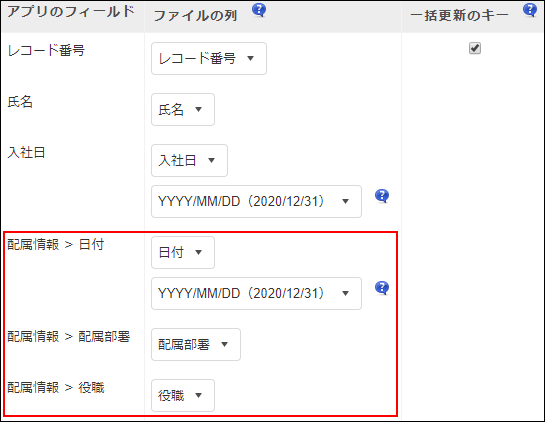 アプリのフィールド ファイルの列 ? 一括更新のキー ?
レコード番号 レコード番号
氏名 氏名
入社日 入社日
YYYY/MM/DD（2020/12/31） ?
配属情報 > 日付 日付
YYYY/MM/DD（2020/12/31） ?
配属情報 > 配属部署 配属部署
配属情報 > 役職 役職